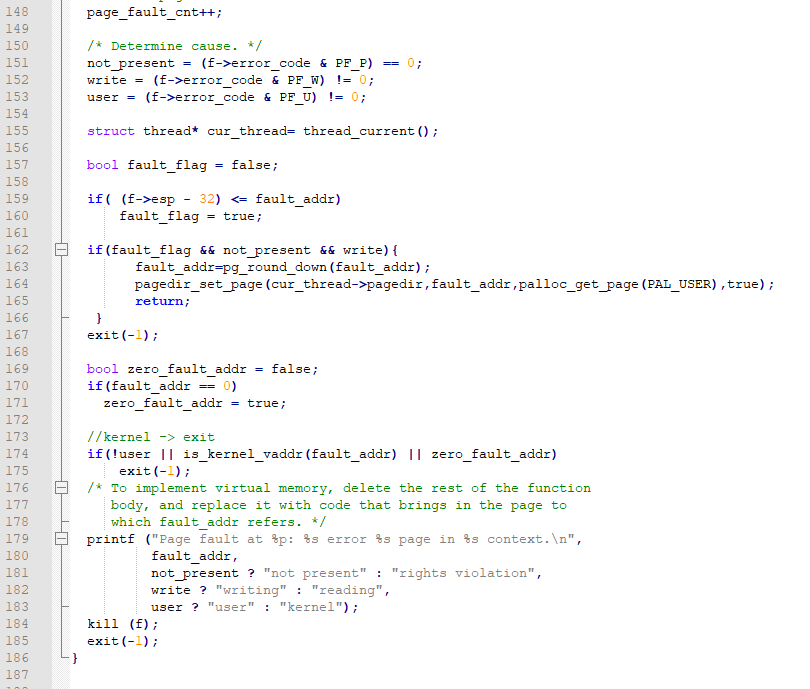 148 page_fault_cnt++;
149
150 /* Determine cause. */
151 not_present = (f->error_code & PF_P) == 0;
152 write = (f->error_code & PF_W) != 0;
153 user = (f->error_code & PF_U) != 0;
154
155 struct thread* cur_thread= thread_current();
156
157 bool fault_flag = false;
158
159 if( (f->esp - 32) <= fault_addr)
160 fault_flag = true;
161
162 if(fault_flag && not_present && write){
163 fault_addr=pg_round_down(fault_addr);
164 pagedir_set_page(cur_thread->pagedir,fault_addr,palloc_get_page(PAL_USER),true);
165 return;
166 }
167 exit(-1);
168
169 bool zero_fault_addr = false;
170 if(fault_addr == 0)
171 zero_fault_addr = true;
172
173 //kernel -> exit
174 if(!user || is_kernel_vaddr(fault_addr) || zero_fault_addr)
175 exit(-1);
176 /* To implement virtual memory, delete the rest of the function
177 body, and replace it with code that brings in the page to
178 which fault_addr refers. */
179 printf ("Page fault at %p: %s error %s page in %s context.\n",
180 fault_addr,
181 not_present ? "not present" : "rights violation",
182 write ? "writing" : "reading",
183 user ? "user" : "kernel");
184 kill (f);
185 exit(-1);
186 }
187